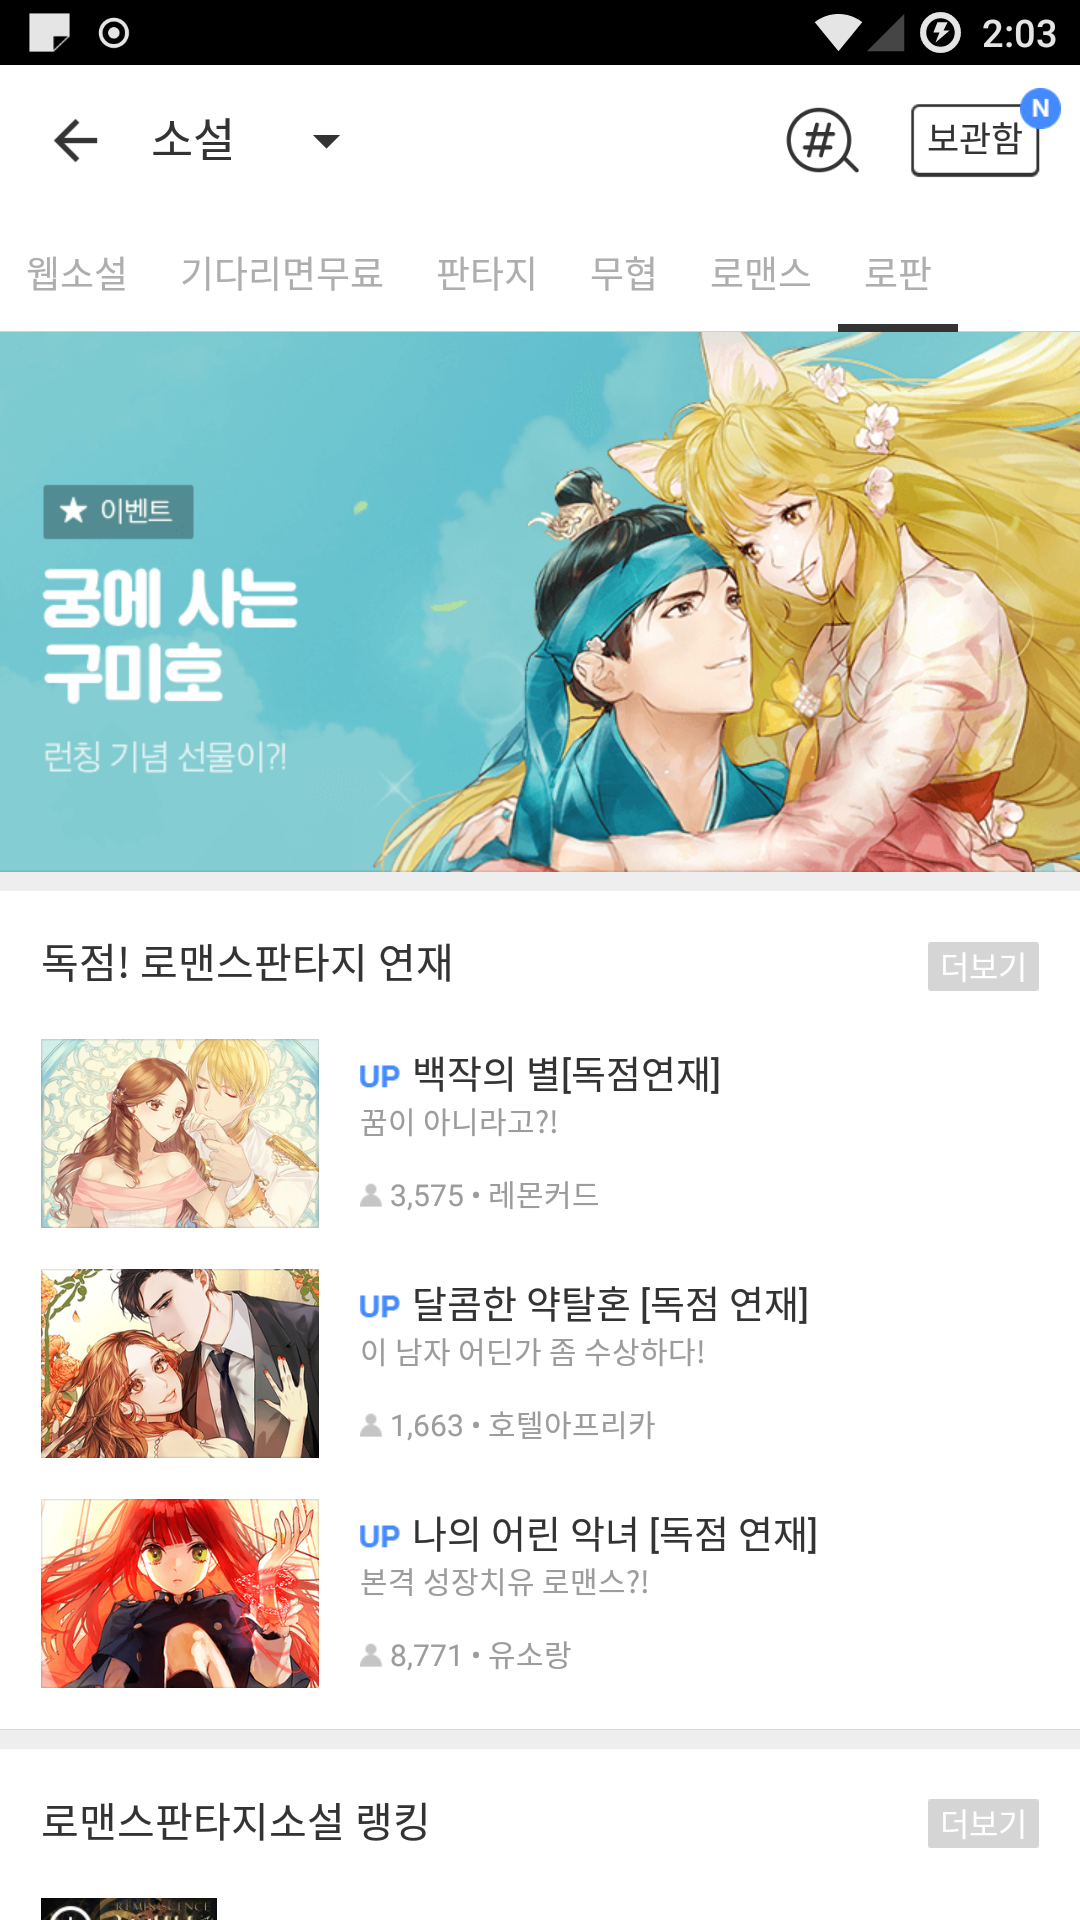 2:03
소설
#
보관함
N
웹소설 기다리면무료 판타지 무협 로맨스 로판
★ 이벤트
궁에 사는
구미호
런칭 기념 선물이?!
독점! 로맨스판타지 연재
더보기
UP 백작의 별[독점연재]
꿈이 아니라고?!
3,575 • 레몬커드
UP 달콤한 약탈혼 [독점 연재]
이 남자 어딘가 좀 수상하다!
1,663 • 호텔아프리카
UP 나의 어린 악녀 [독점 연재]
본격 성장치유 로맨스?!
8,771 • 유소랑
로맨스판타지소설 랭킹
더보기
REMINISCENCE